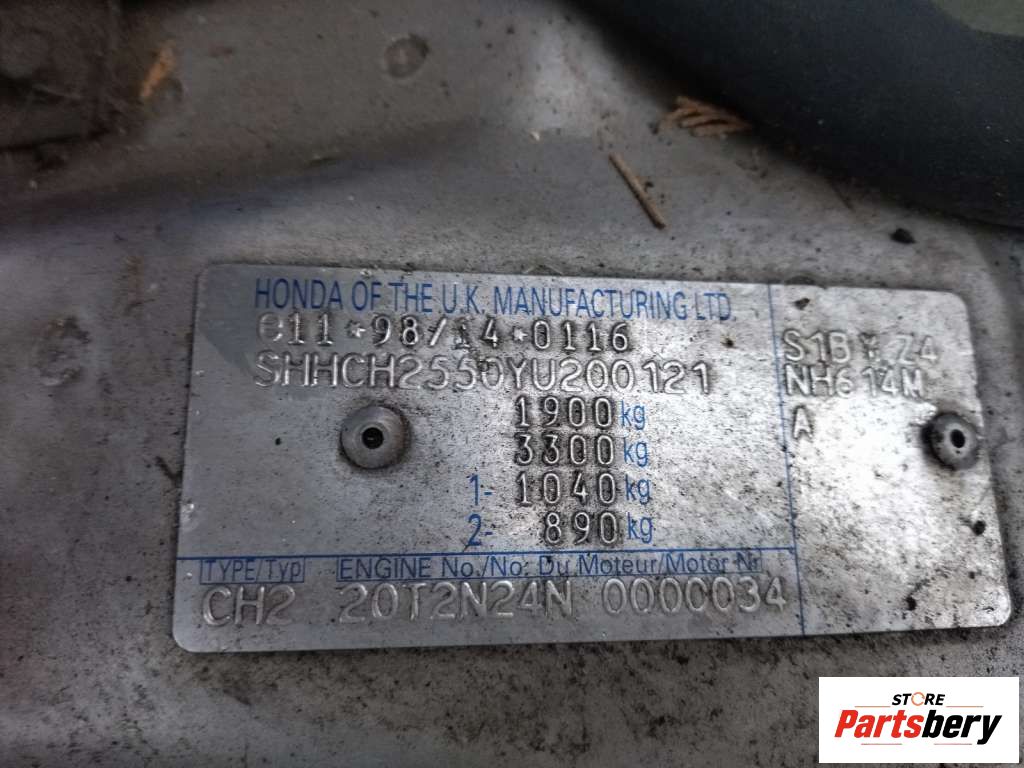 HONDA OF THE U.K. MANUFACTURING LTD.
e11*98/14*0116
SHHCH2550YU200121
1900 kg
3300 kg
1- 1040 kg
2- 890 kg
S1B Y Z4
NH614M
A
TYPE/Typ ENGINE No./No: Du Moteur/Motor Nr
CH2 20T2N24N 0000034
STORE
Partsbery